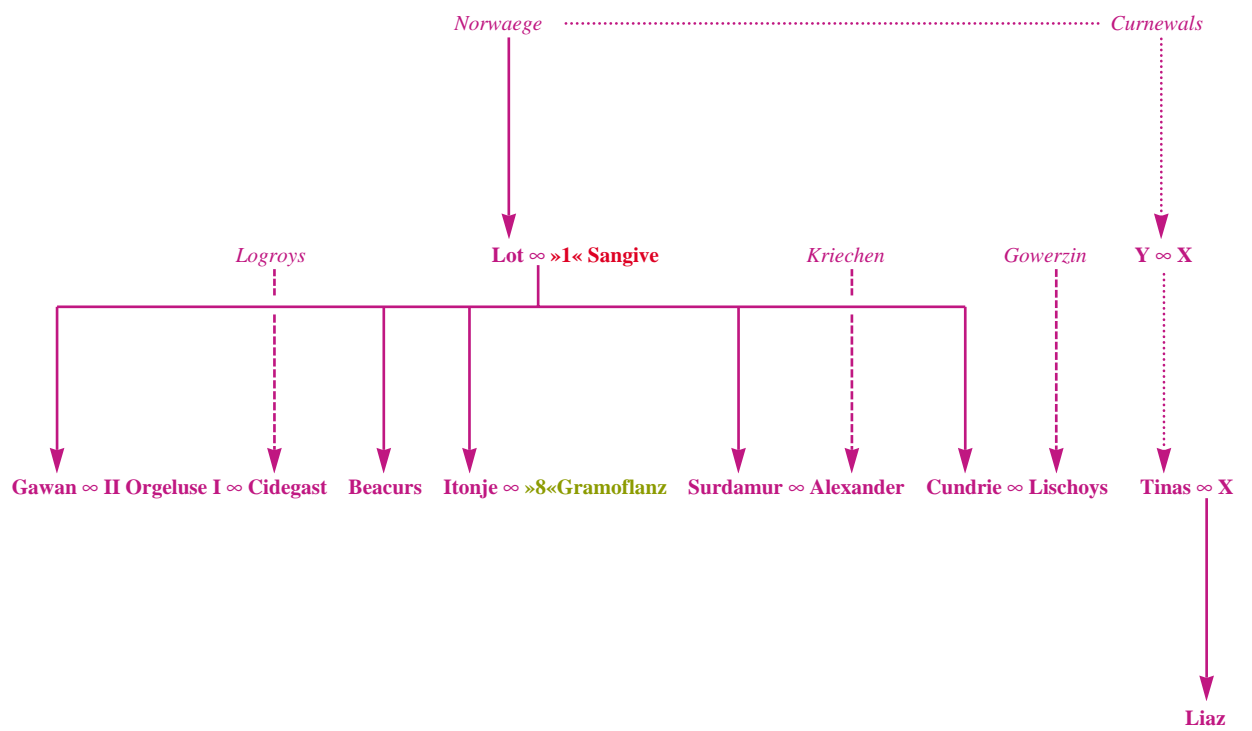 Norwaege Curnewals
Logroys Lot ∞ »1« Sangive Kriechen Gowerzin Y ∞ X
Gawan ∞ II Orgeluse I ∞ Cidegast Beacurs Itonje ∞ »8«Gramoflanz Surdamur ∞ Alexander Cundrie ∞ Lischoys Tinas ∞ X
Liaz